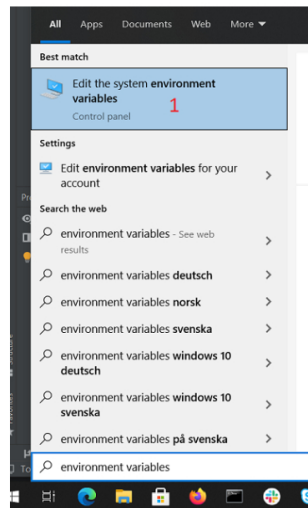 All Apps Documents Web More
Best match
Edit the system environment
variables
Control panel
1
Settings
Edit environment variables for your
account
Search the web
environment variables - See web
results
environment variables deutsch
environment variables norsk
environment variables svenska
environment variables windows 10
deutsch
environment variables windows 10
svenska
environment variables på svenska
environment variables